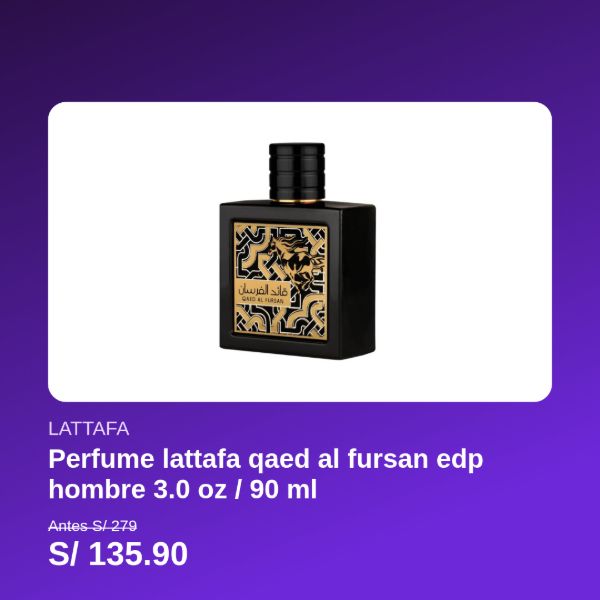 قائد الفرسان
QAED AL FURSAN
LATTAFA
Perfume lattafa qaed al fursan edp
hombre 3.0 oz / 90 ml
Antes S/ 279
S/ 135.90